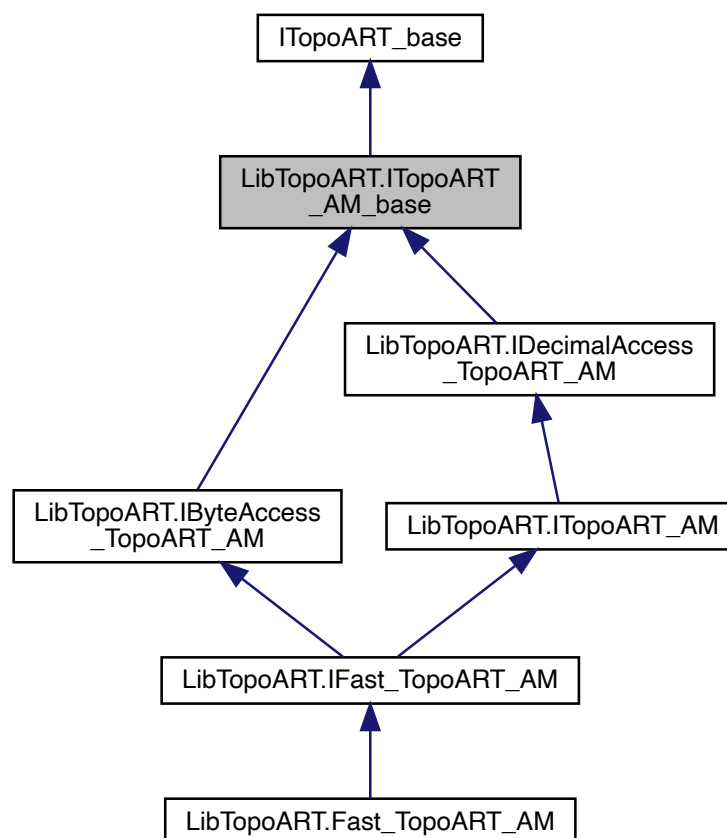 ITopoART_base
LibTopoART.ITopoART
_AM_base
LibTopoART.IDecimalAccess
_TopoART_AM
LibTopoART.IByteAccess
_TopoART_AM
LibTopoART.ITopoART_AM
LibTopoART.IFast_TopoART_AM
LibTopoART.Fast_TopoART_AM